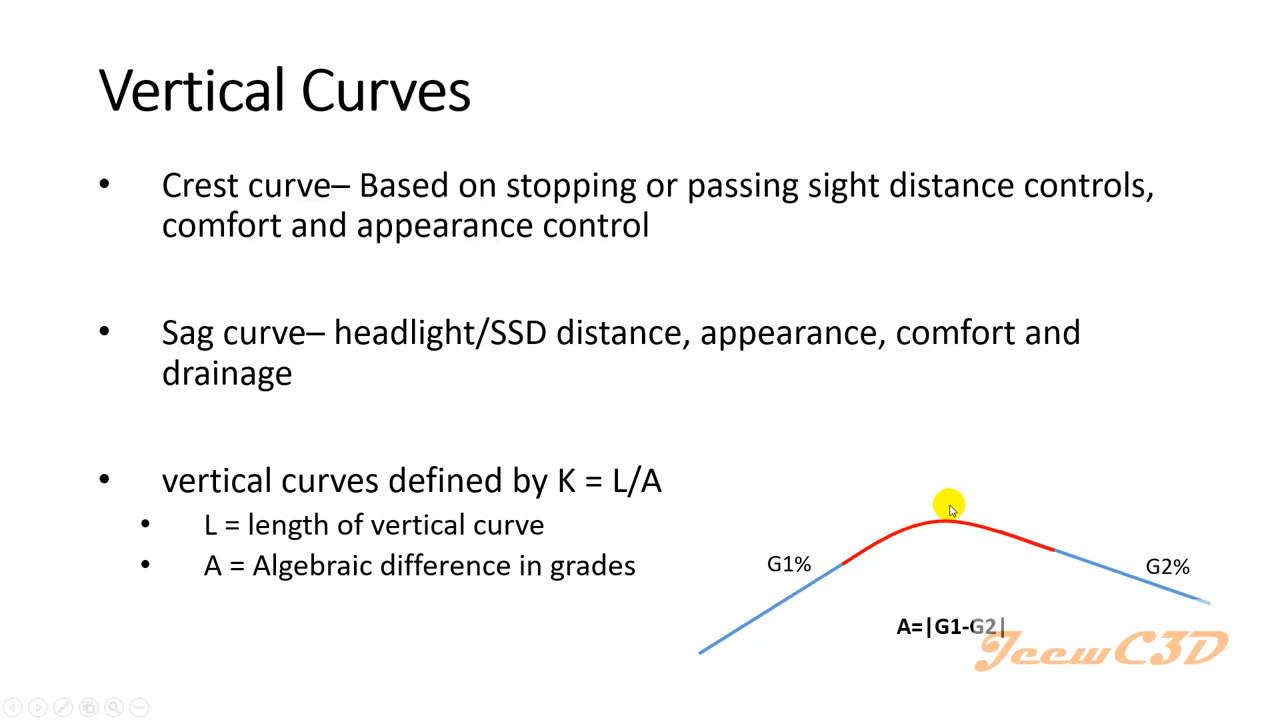 Vertical Curves
• Crest curve– Based on stopping or passing sight distance controls,
comfort and appearance control
• Sag curve– headlight/SSD distance, appearance, comfort and
drainage
• vertical curves defined by K = L/A
• L = length of vertical curve
• A = Algebraic difference in grades
G1%
G2%
A=|G1-G2|
JeewC3D